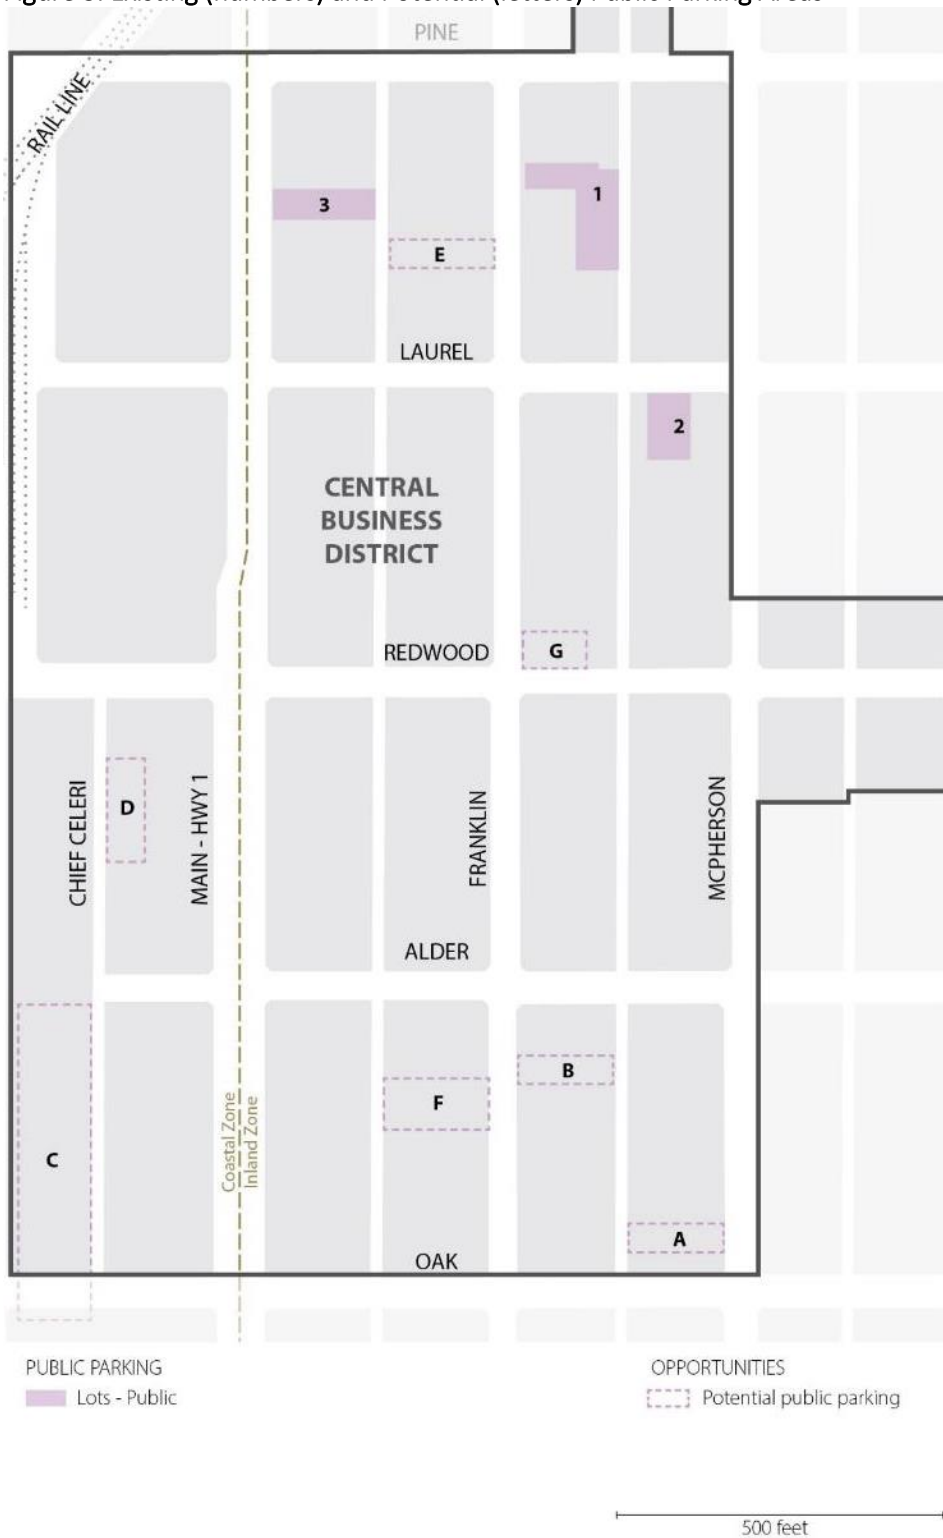 PINE
RAIL LINE
3
1
E
LAUREL
2
CENTRAL
BUSINESS
DISTRICT
REDWOOD
G
CHIEF CELERI
D
MAIN - HWY 1
FRANKLIN
MCPHERSON
ALDER
B
F
Coastal Zone
Inland Zone
C
A
OAK
PUBLIC PARKING
Lots - Public
OPPORTUNITIES
Potential public parking
500 feet